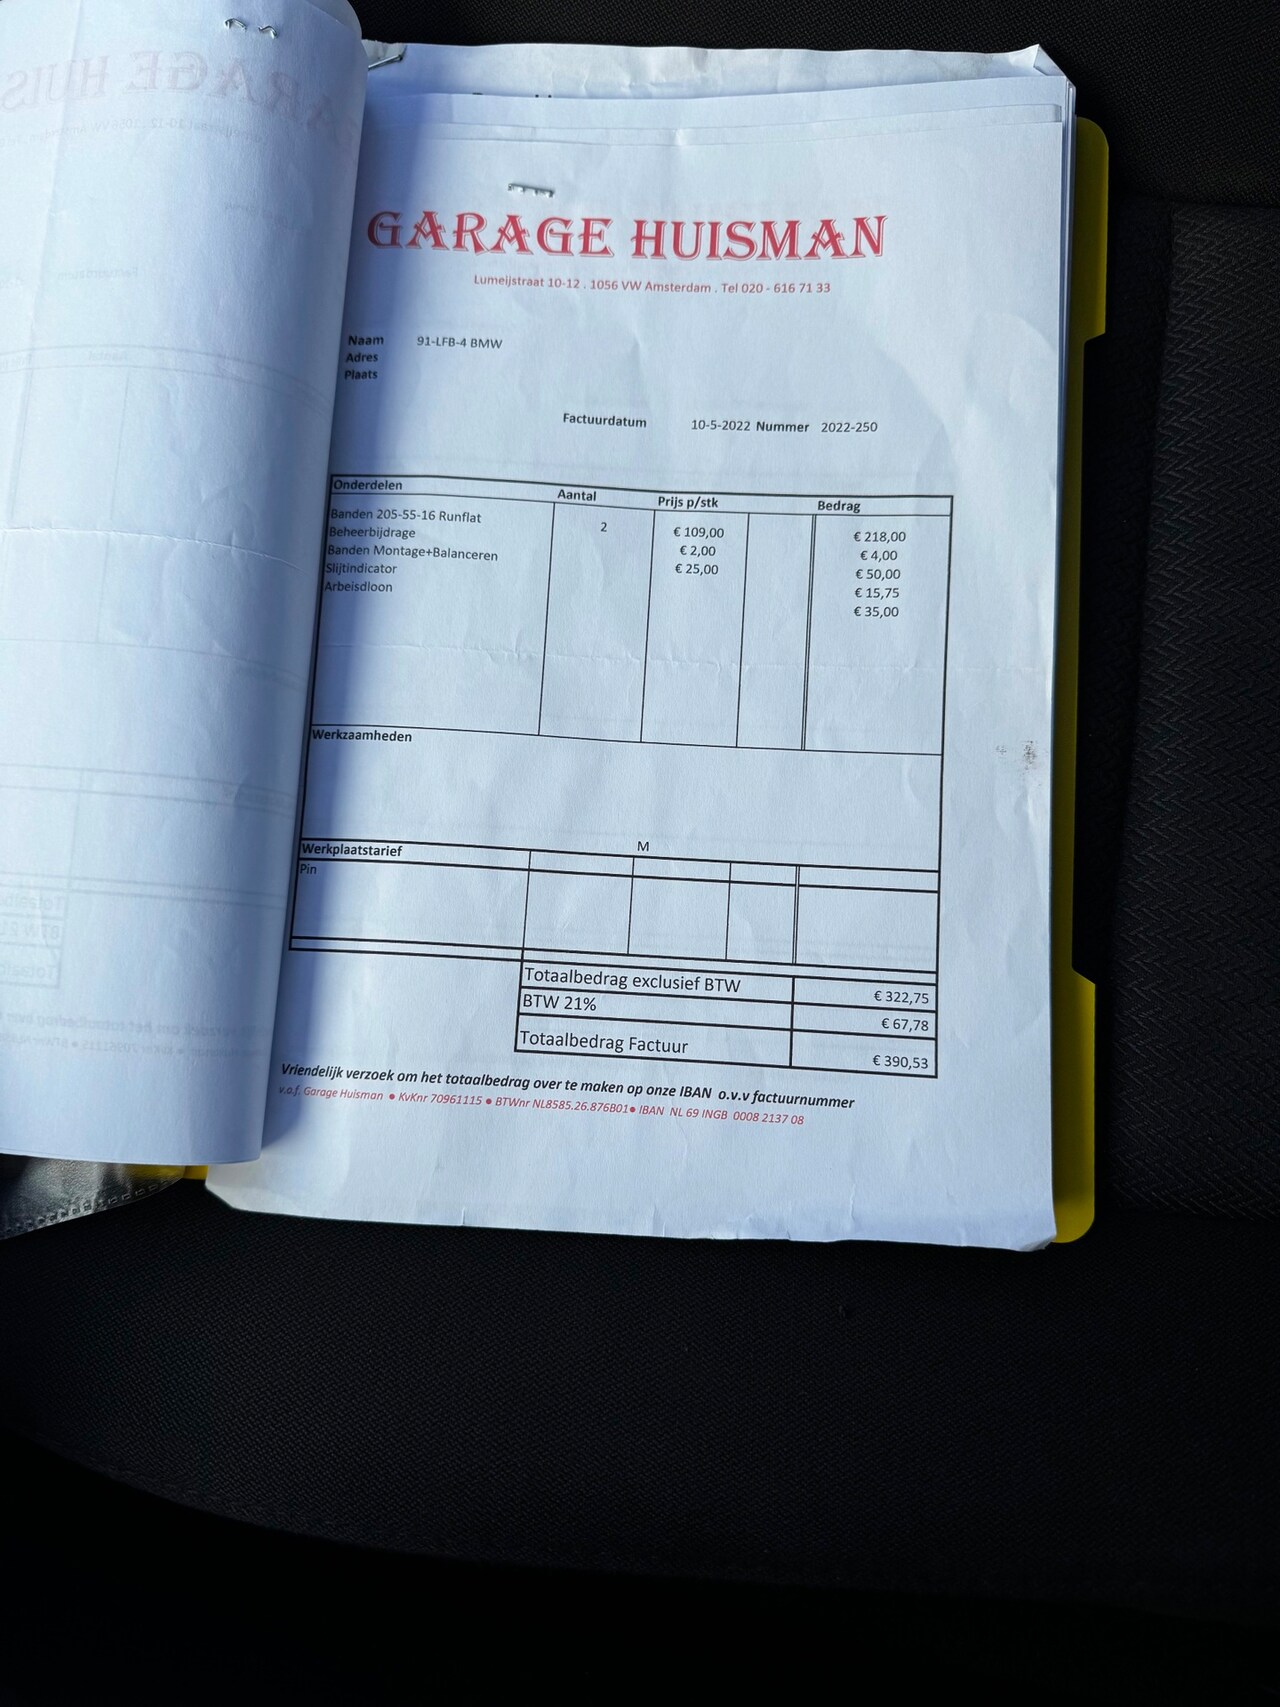 GARAGE HUISMAN
Lumeijstraat 10-12 . 1056 VW Amsterdam . Tel 020 - 616 71 33
Naam 91-LFB-4 BMW
Adres
Plaats
Factuurdatum 10-5-2022 Nummer 2022-250
Onderdelen Aantal Prijs p/stk Bedrag
Banden 205-55-16 Runflat 2 € 109,00 € 218,00
Beheerbijdrage € 2,00 € 4,00
Banden Montage+Balanceren € 25,00 € 50,00
Slijtindicator € 15,75
Arbeisdloon € 35,00
Werkzaamheden
M
Werkplaatstarief
Pin
Totaalbedrag exclusief BTW € 322,75
BTW 21% € 67,78
Totaalbedrag Factuur € 390,53
Vriendelijk verzoek om het totaalbedrag over te maken op onze IBAN o.v.v factuurnummer
v.o.f. Garage Huisman ● KvKnr 70961115 ● BTWnr NL8585.26.876B01● IBAN NL 69 INGB 0008 2137 08